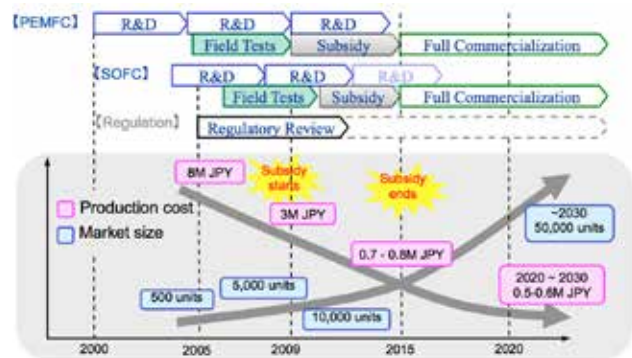 【PEMFC】 R&D R&D R&D
Field Tests Subsidy Full Commercialization
【SOFC】 R&D R&D R&D
Field Tests Subsidy Full Commercialization
【Regulation】 Regulatory Review
8M JPY
Subsidy
starts
Subsidy
ends
Production cost
Market size
3M JPY
~2030
50,000 units
0.7 - 0.8M JPY
500 units
5,000 units
10,000 units
2020 ~ 2030
0.5-0.6M JPY
2000 2005 2009 2015 2020